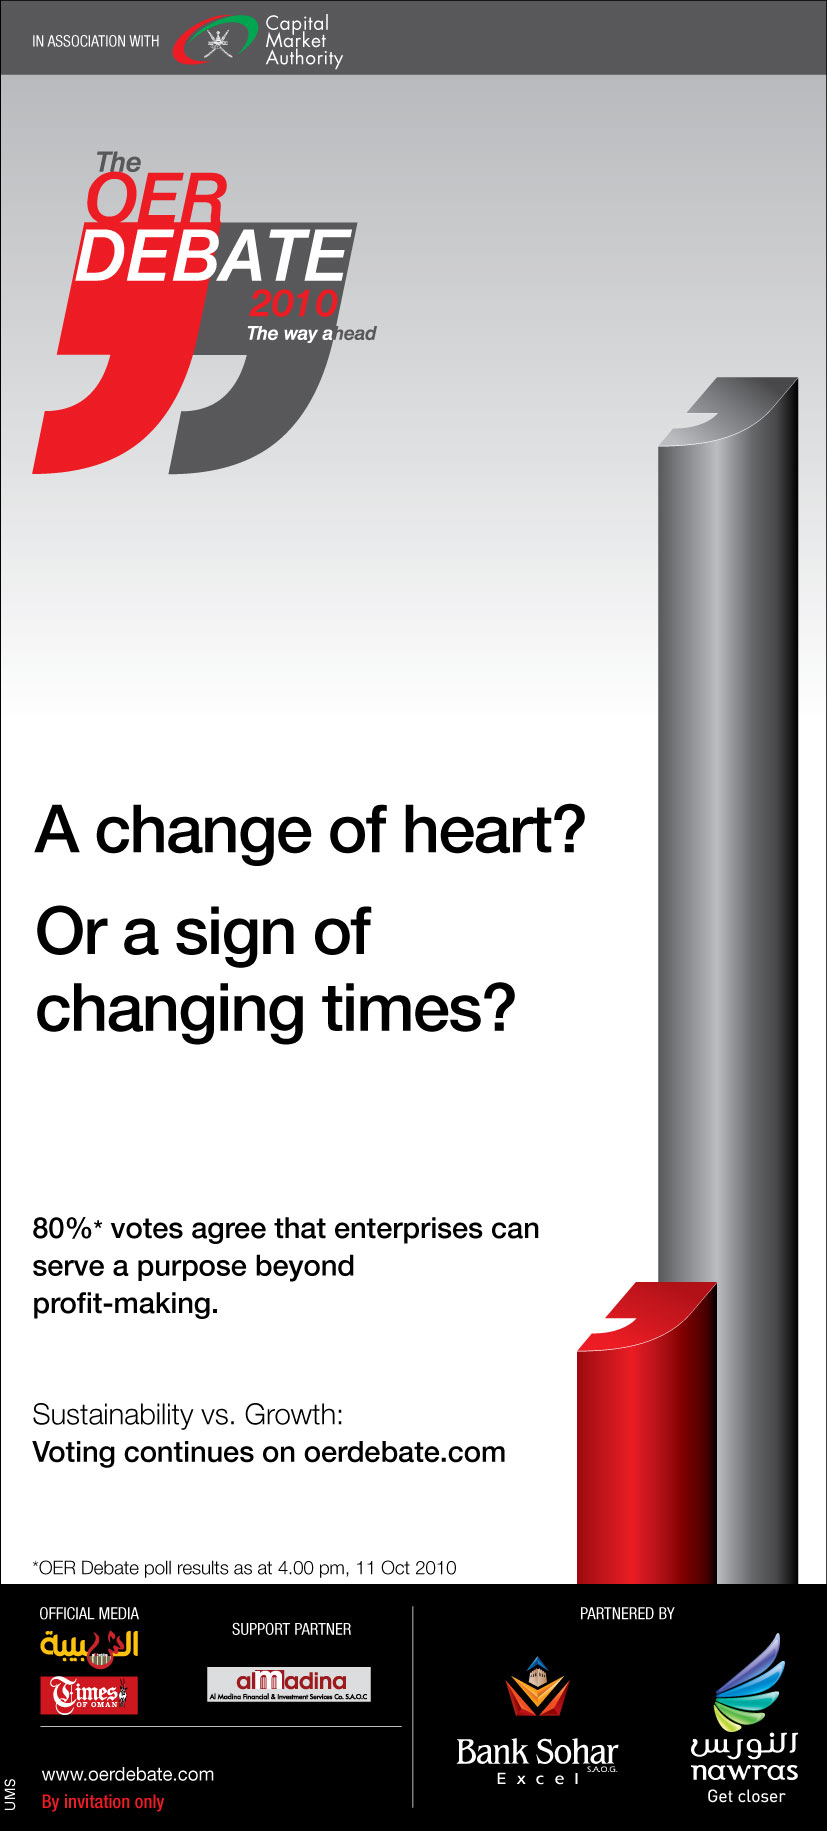 IN ASSOCIATION WITH
Capital
Market
Authority
The
OER
DEBATE
2010
The way ahead
A change of heart?
Or a sign of
changing times?
80%* votes agree that enterprises can
serve a purpose beyond
profit-making.
Sustainability vs. Growth:
Voting continues on oerdebate.com
*OER Debate poll results as at 4.00 pm, 11 Oct 2010
OFFICIAL MEDIA
الشبيبة
Times
OF OMAN
SUPPORT PARTNER
almadina
Al Madina Financial & Investment Services Co. S.A.O.C
www.oerdebate.com
By invitation only
UMS
PARTNERED BY
Bank Sohar
S.A.O.G.
Excel
النورس
nawras
Get closer